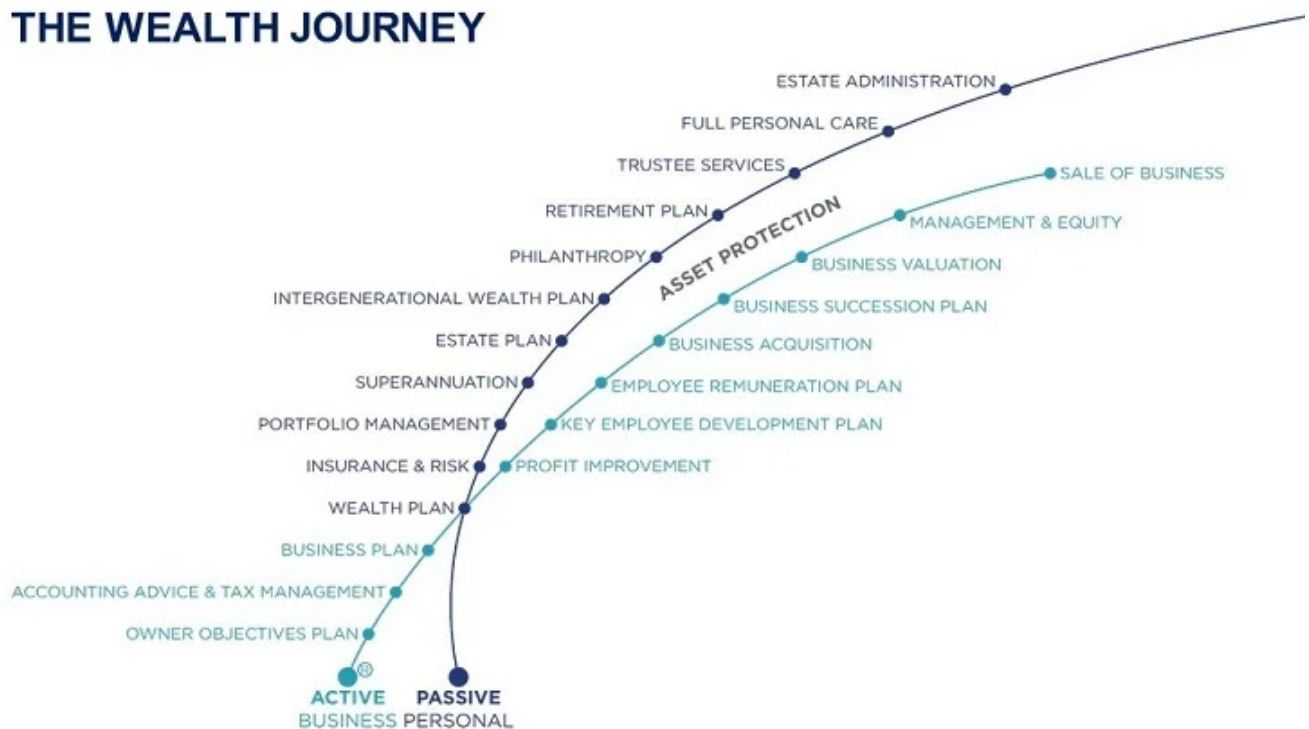 THE WEALTH JOURNEY
ESTATE ADMINISTRATION
FULL PERSONAL CARE
TRUSTEE SERVICES
SALE OF BUSINESS
RETIREMENT PLAN
MANAGEMENT & EQUITY
ASSET PROTECTION
PHILANTHROPY
BUSINESS VALUATION
INTERGENERATIONAL WEALTH PLAN
BUSINESS SUCCESSION PLAN
ESTATE PLAN
BUSINESS ACQUISITION
SUPERANNUATION
EMPLOYEE REMUNERATION PLAN
PORTFOLIO MANAGEMENT
KEY EMPLOYEE DEVELOPMENT PLAN
INSURANCE & RISK
PROFIT IMPROVEMENT
WEALTH PLAN
BUSINESS PLAN
ACCOUNTING ADVICE & TAX MANAGEMENT
OWNER OBJECTIVES PLAN
®
ACTIVE PASSIVE
BUSINESS PERSONAL